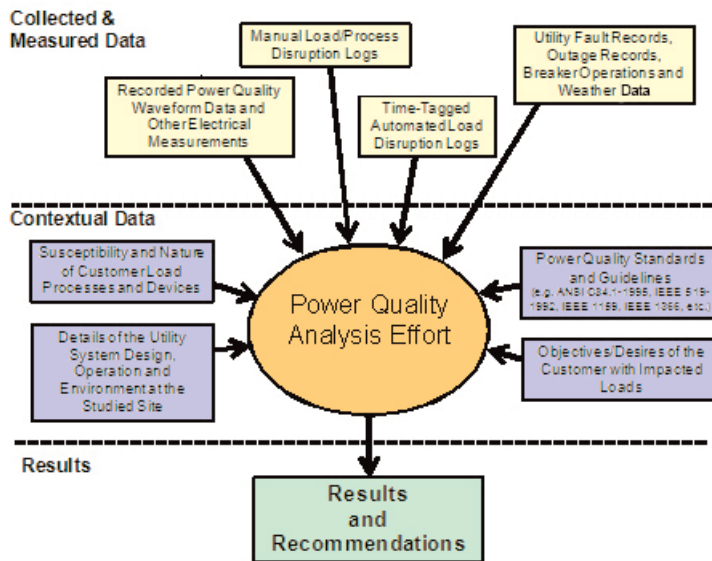 Collected &
Measured Data
Manual Load/Process
Disruption Logs
Utility Fault Records,
Outage Records,
Breaker Operations and
Weather Data
Recorded Power Quality
Waveform Data and
Other Electrical
Measurements
Time-Tagged
Automated Load
Disruption Logs
Contextual Data
Susceptibility and Nature
of Customer Load
Processes and Devices
Power Quality Standards
and Guidelines
(e.g. ANSI C84.1-1995, IEEE 519-
1992, IEEE 1159, IEEE 1366, etc.)
Power Quality
Analysis Effort
Details of the Utility
System Design,
Operation and
Environment at the
Studied Site
Objectives/Desires of the
Customer with Impacted
Loads
Results
Results
and
Recommendations